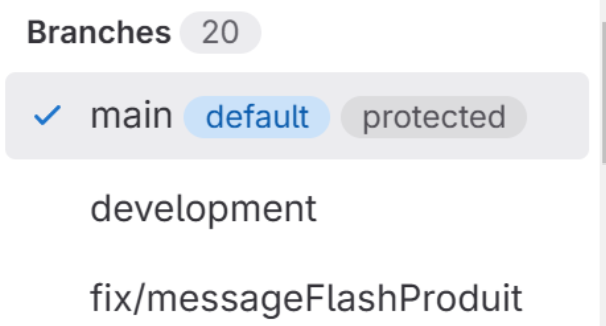 Branches 20
main default protected
development
fix/messageFlashProduit